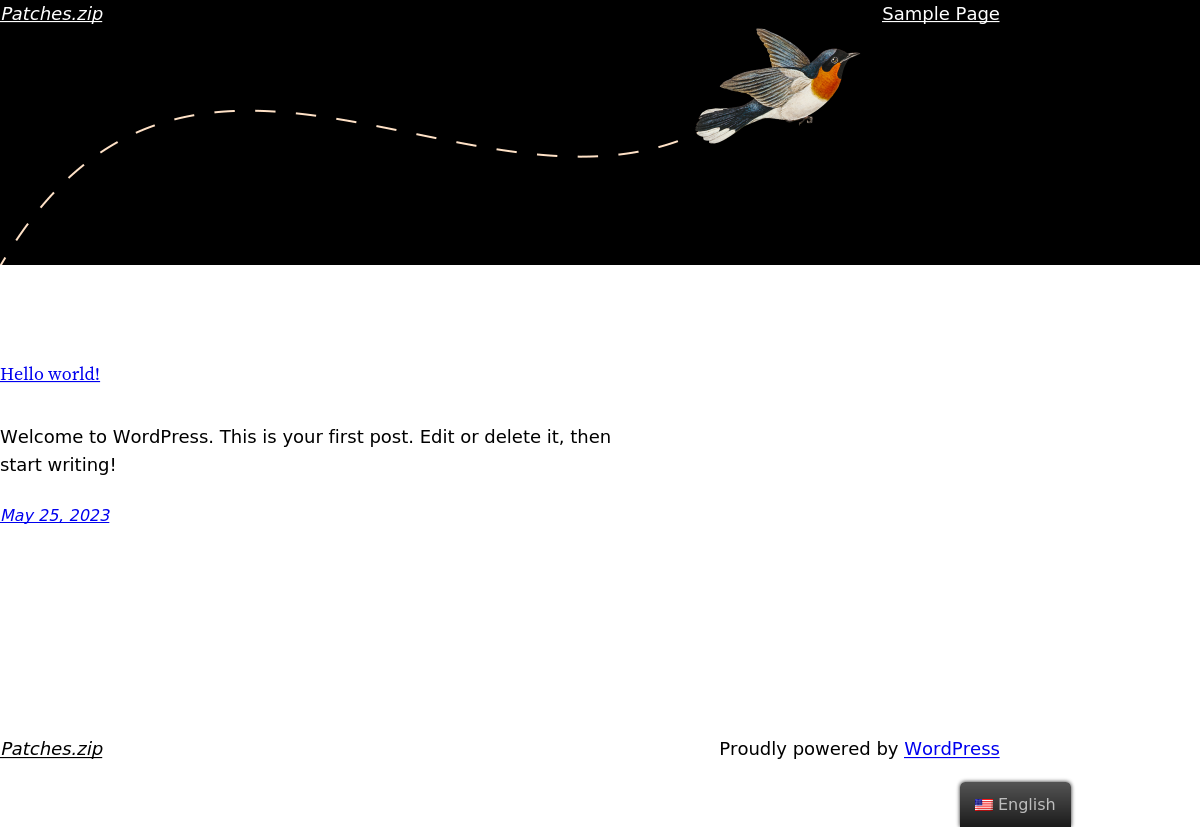 Patches.zip
Sample Page
Hello world!
Welcome to WordPress. This is your first post. Edit or delete it, then
start writing!
May 25, 2023
Patches.zip
Proudly powered by WordPress
English